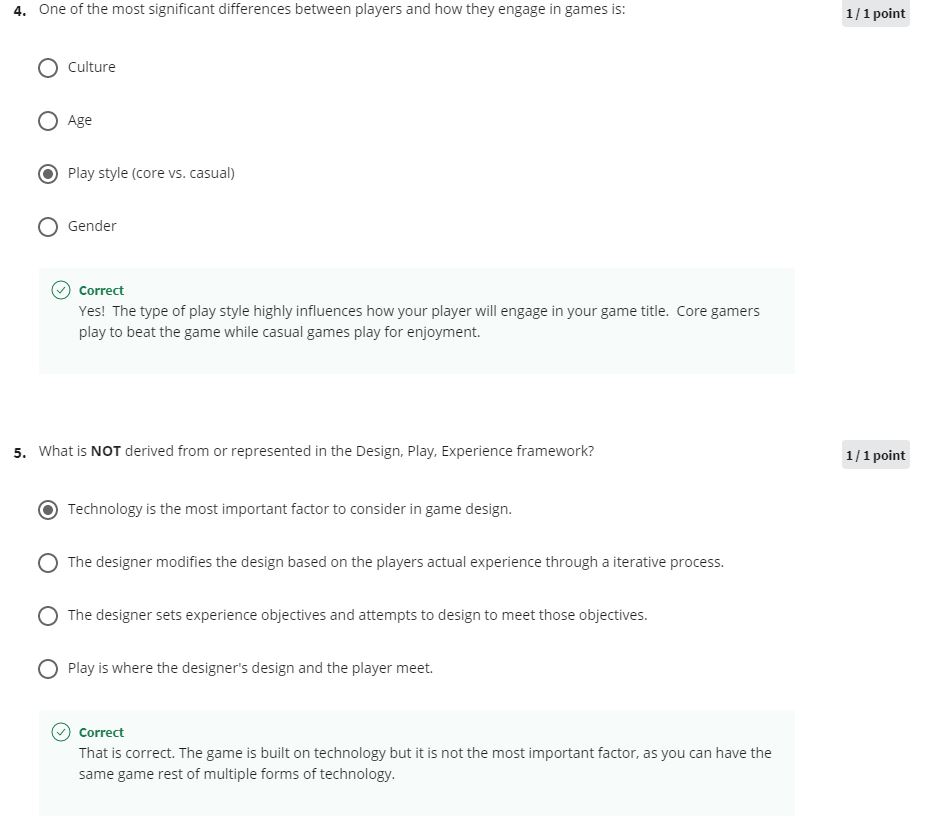 4. One of the most significant differences between players and how they engage in games is:
1 / 1 point
Culture
Age
Play style (core vs. casual)
Gender
Correct
Yes!  The type of play style highly influences how your player will engage in your game title.  Core gamers
play to beat the game while casual games play for enjoyment.
5. What is NOT derived from or represented in the Design, Play, Experience framework?
1 / 1 point
Technology is the most important factor to consider in game design.
The designer modifies the design based on the players actual experience through a iterative process.
The designer sets experience objectives and attempts to design to meet those objectives.
Play is where the designer's design and the player meet.
Correct
That is correct. The game is built on technology but it is not the most important factor, as you can have the
same game rest of multiple forms of technology.